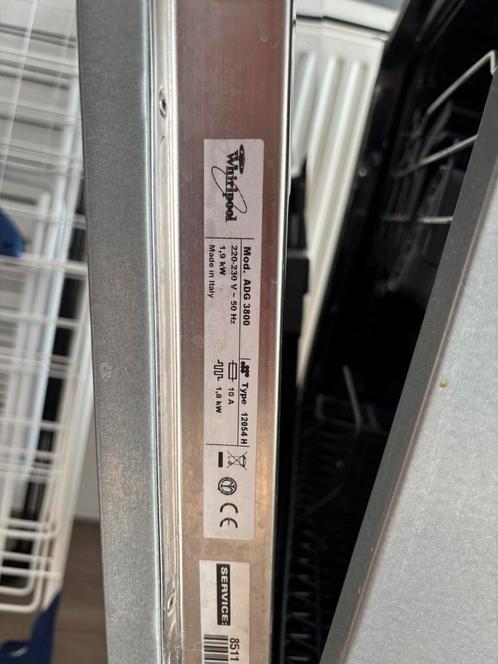 Whirlpool
Mod. ADG 3800
220-230 V ~ 50 Hz
1,9 kW
Made in Italy
Type 12054 H
10 A
1,8 kW
CE
SERVICE:
8511